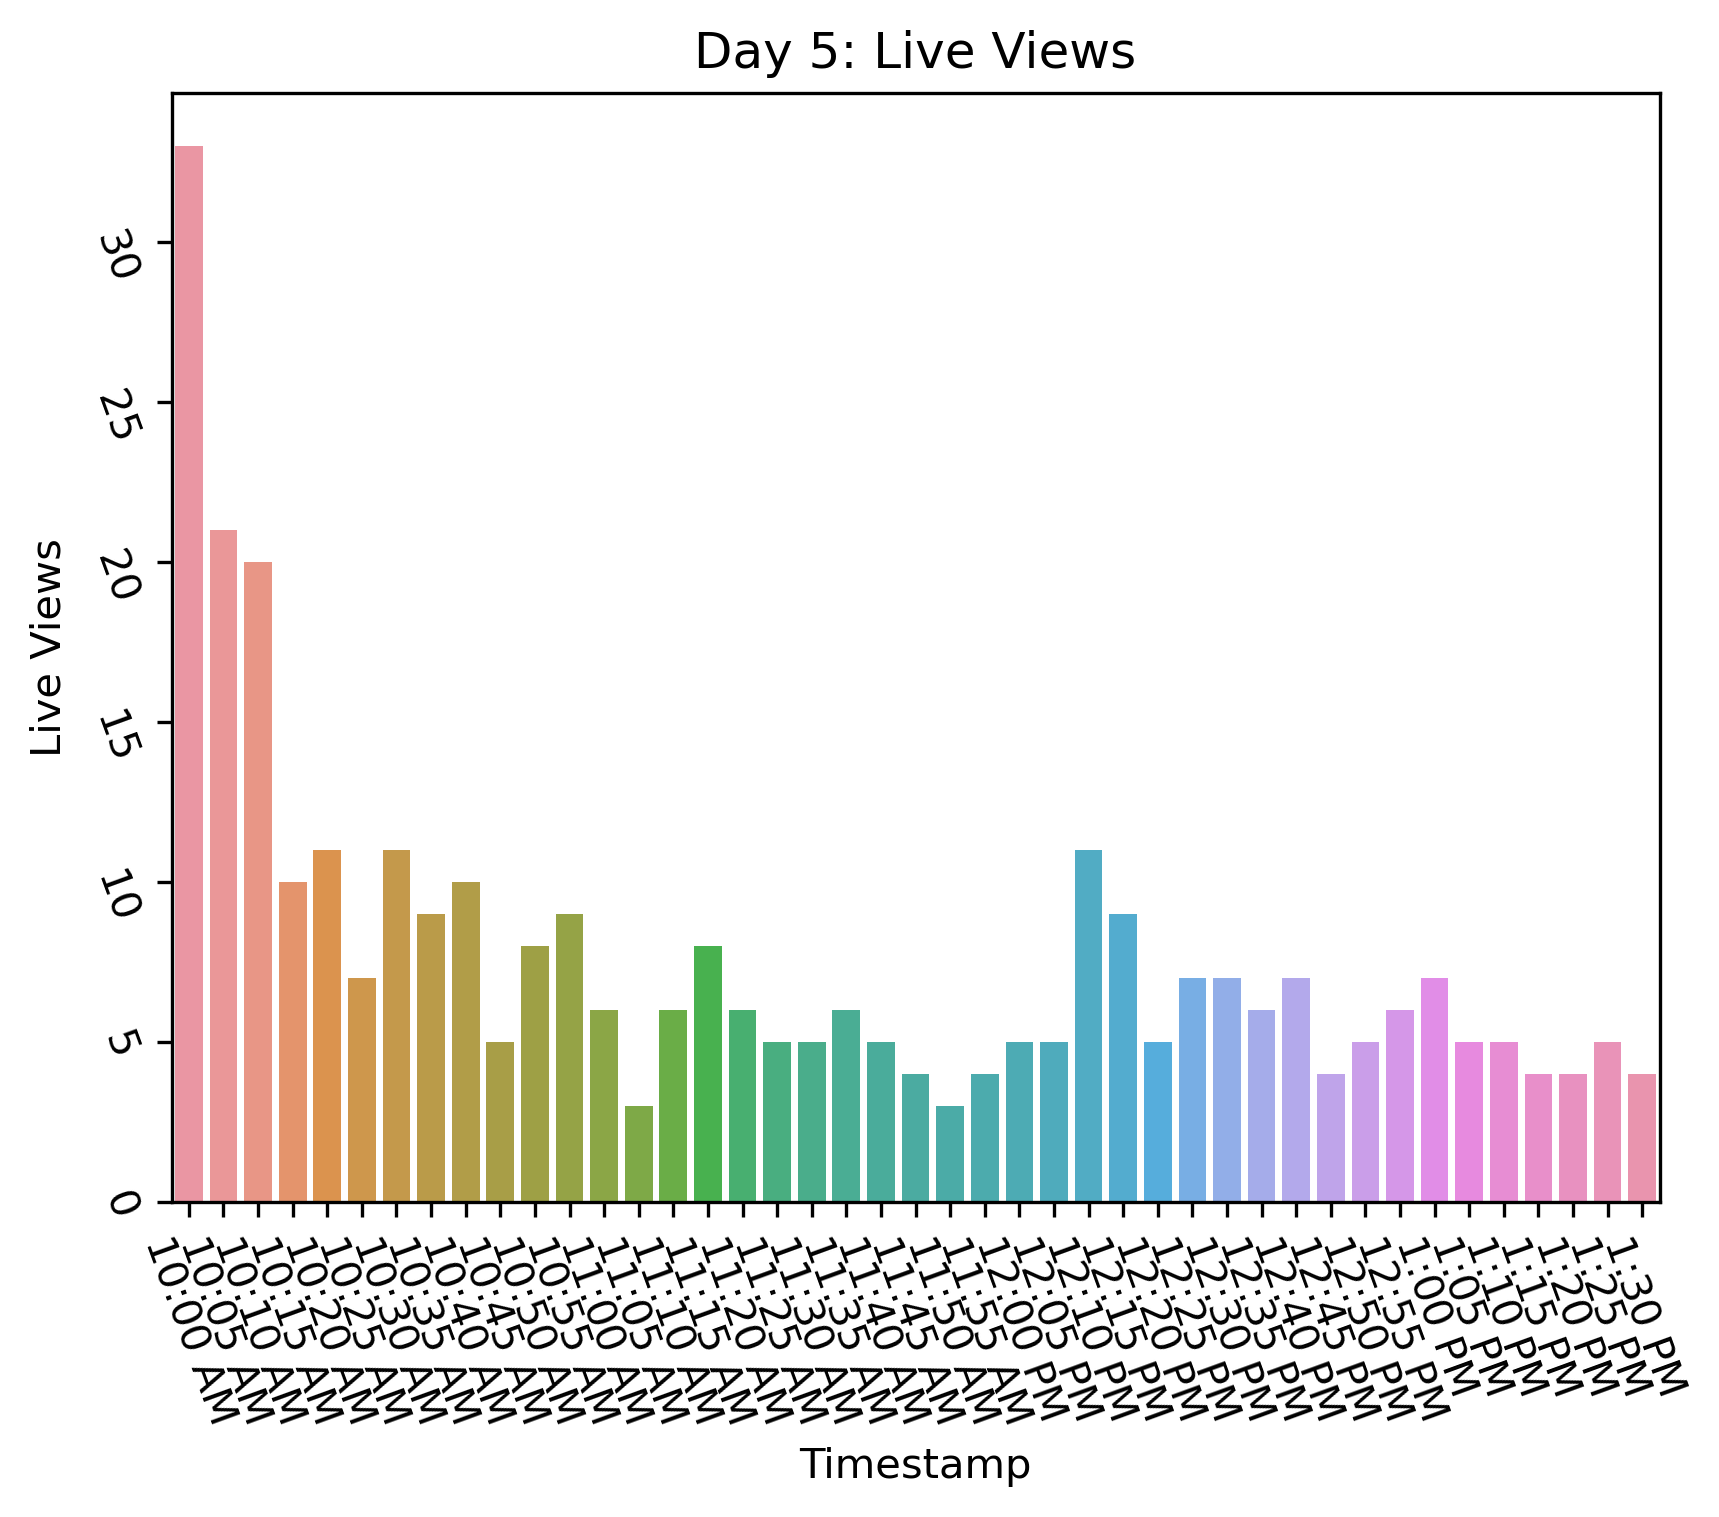 Day 5: Live Views
Live Views
30
25
20
15
10
5
0
10:00 AM
10:05 AM
10:10 AM
10:15 AM
10:20 AM
10:25 AM
10:30 AM
10:35 AM
10:40 AM
10:45 AM
10:50 AM
10:55 AM
11:00 AM
11:05 AM
11:10 AM
11:15 AM
11:20 AM
11:25 AM
11:30 AM
11:35 AM
11:40 AM
11:45 AM
11:50 AM
11:55 AM
12:00 PM
12:05 PM
12:10 PM
12:15 PM
12:20 PM
12:25 PM
12:30 PM
12:35 PM
12:40 PM
12:45 PM
12:50 PM
12:55 PM
1:00 PM
1:05 PM
1:10 PM
1:15 PM
1:20 PM
1:25 PM
1:30 PM
Timestamp